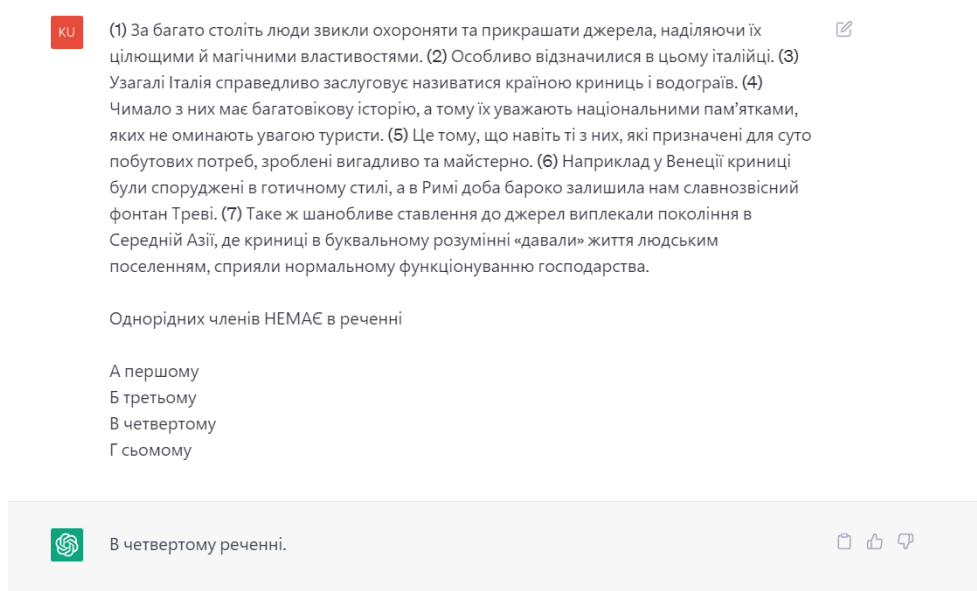 KU
(1) За багато століть люди звикли охороняти та прикрашати джерела, наділяючи їх
цілющими й магічними властивостями. (2) Особливо відзначилися в цьому італійці. (3)
Узагалі Італія справедливо заслуговує називатися країною криниць і водограїв. (4)
Чимало з них має багатовікову історію, а тому їх уважають національними пам’ятками,
яких не оминають увагою туристи. (5) Це тому, що навіть ті з них, які призначені для суто
побутових потреб, зроблені вигадливо та майстерно. (6) Наприклад у Венеції криниці
були споруджені в готичному стилі, а в Римі доба бароко залишила нам славнозвісний
фонтан Треві. (7) Таке ж шанобливе ставлення до джерел виплекали покоління в
Середній Азії, де криниці в буквальному розумінні «давали» життя людським
поселенням, сприяли нормальному функціонуванню господарства.
Однорідних членів НЕМАЄ в реченні
А першому
Б третьому
В четвертому
Г сьомому
В четвертому реченні.